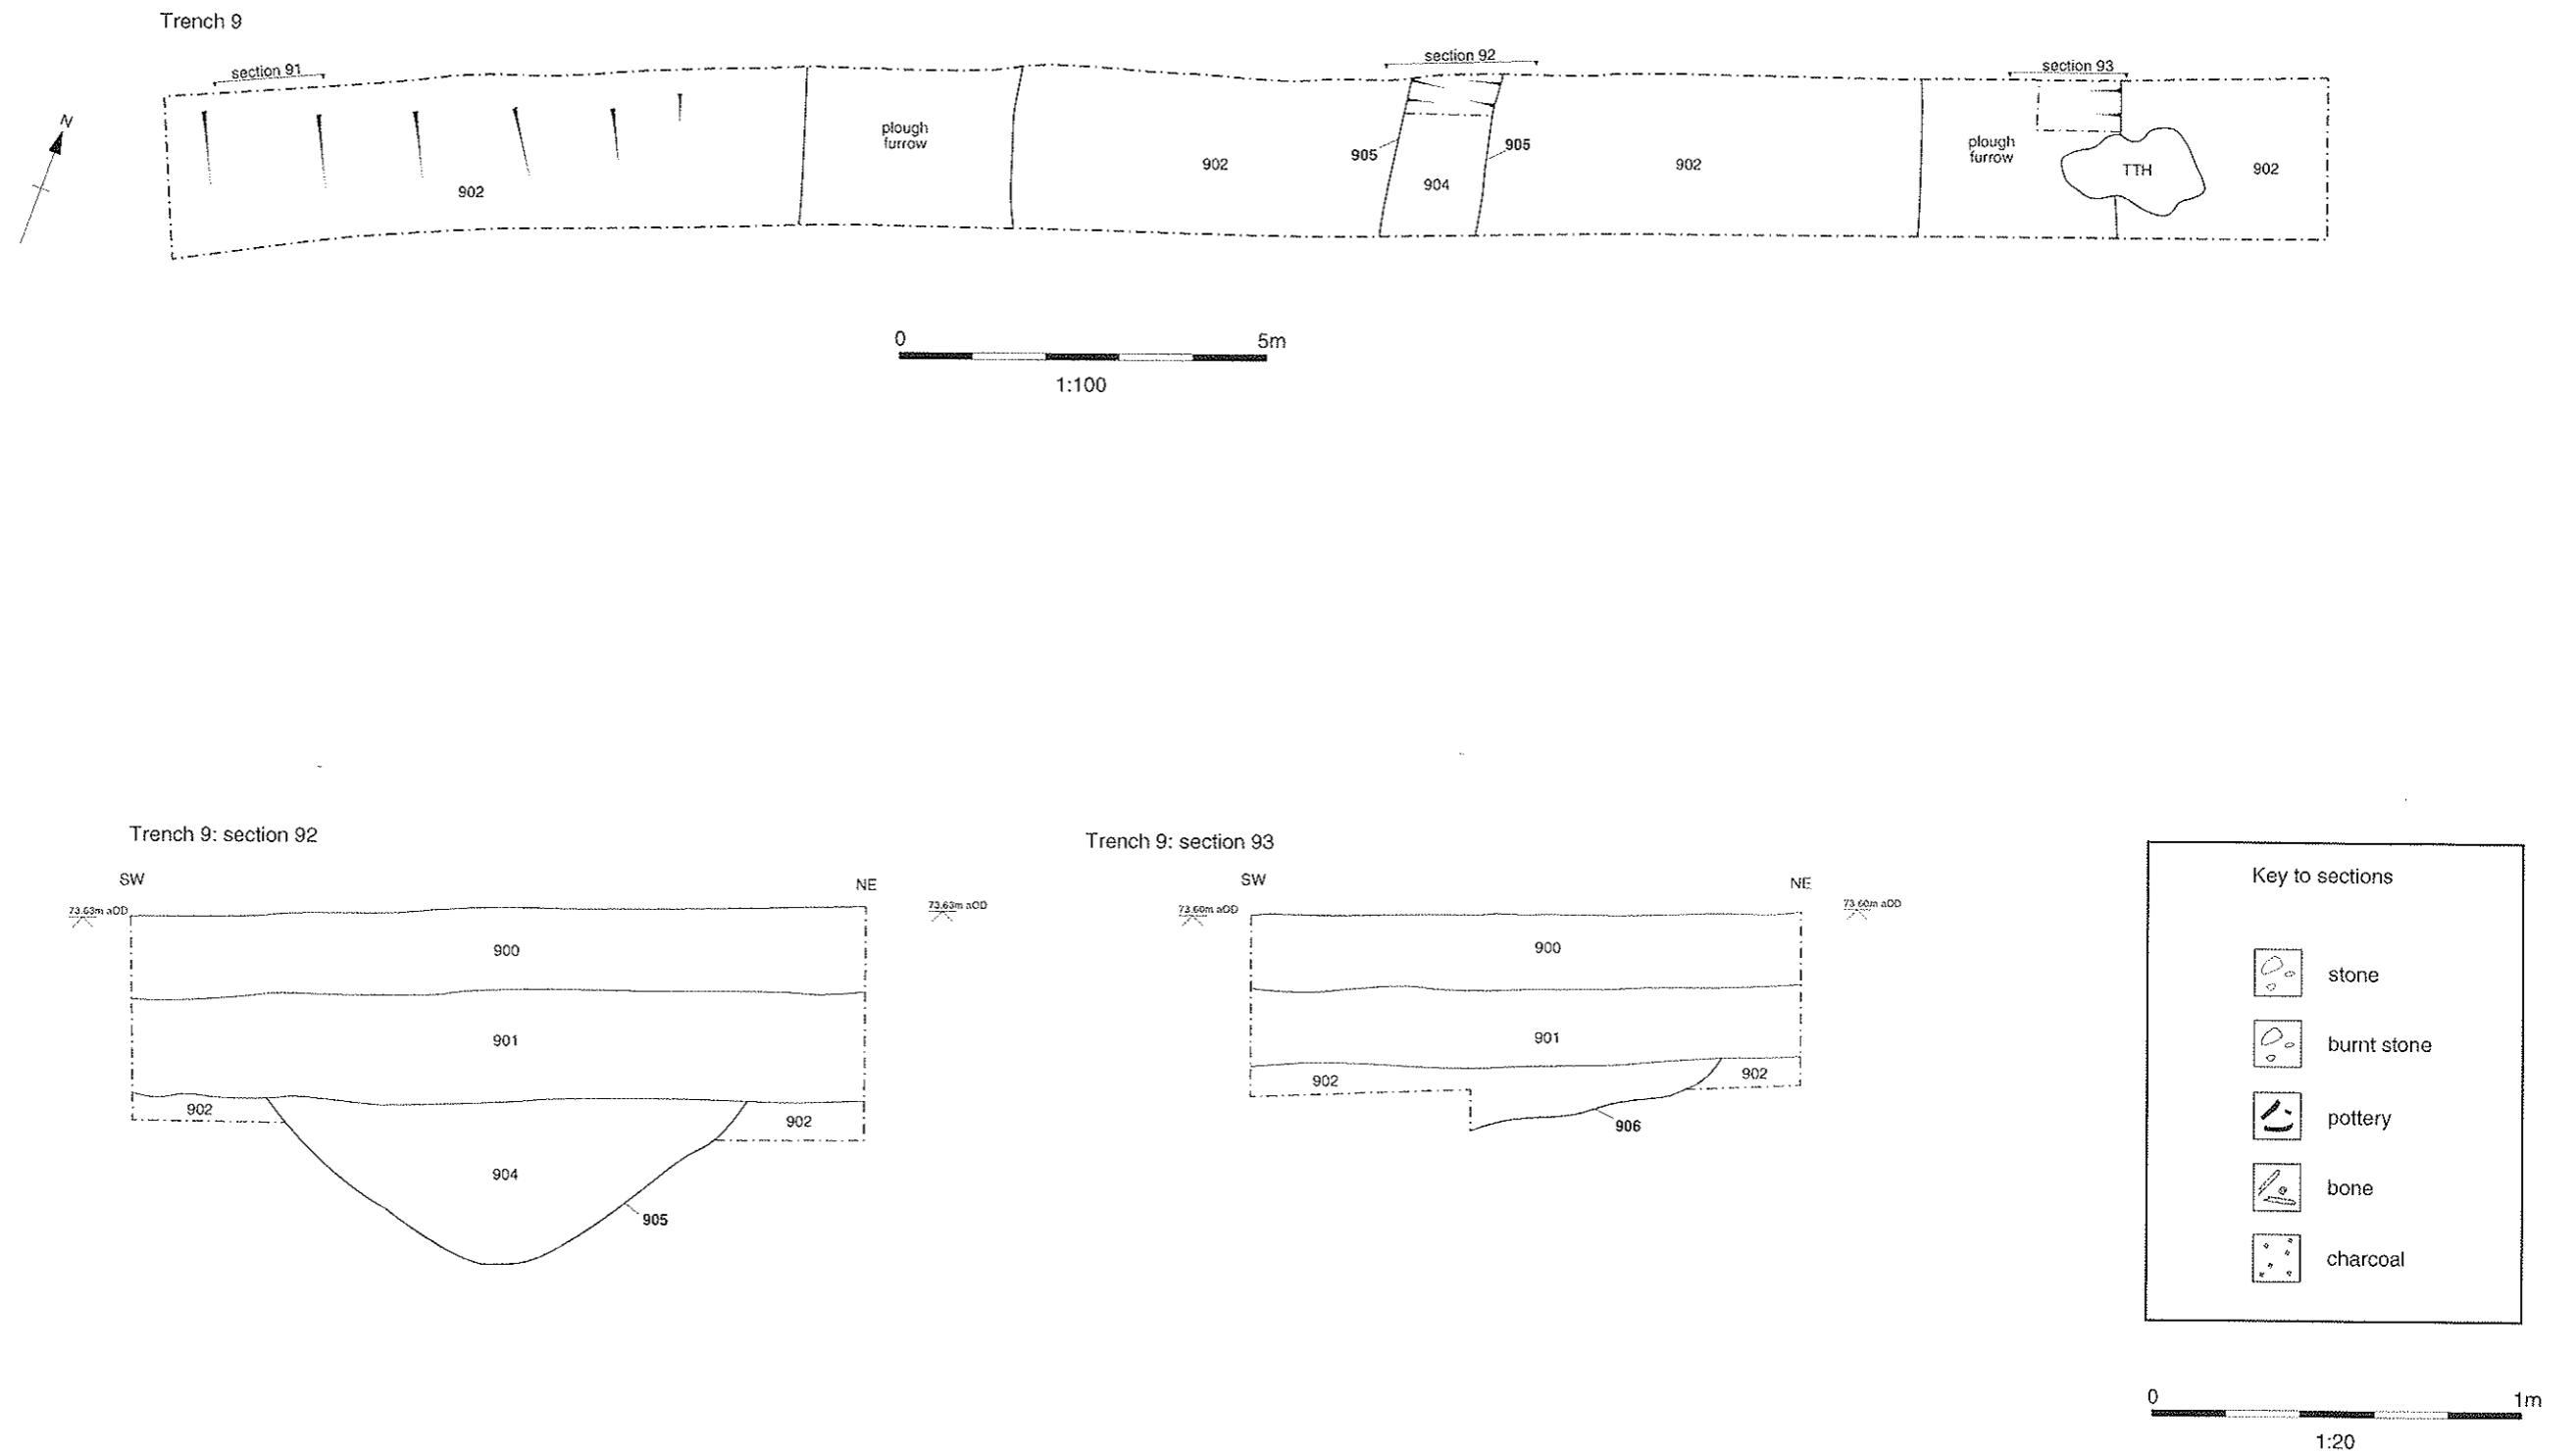 Trench 9
section 91
section 92
section 93
N
plough
furrow
902
902
905
904
905
902
plough
furrow
TTH
902
0 5m
1:100
Trench 9: section 92
SW
NE
73.63m aOD
73.63m aOD
900
901
902
902
904
905
Trench 9: section 93
SW
NE
73.60m aOD
73.60m aOD
900
901
902
902
906
Key to sections
stone
burnt stone
pottery
bone
charcoal
0 1m
1:20